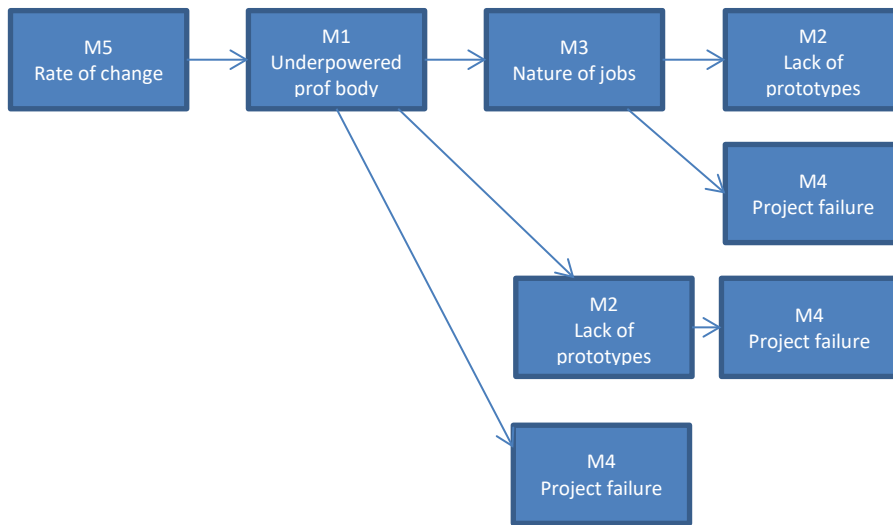 M5
Rate of change
M1
Underpowered
prof body
M3
Nature of jobs
M2
Lack of
prototypes
M4
Project failure
M2
Lack of
prototypes
M4
Project failure
M4
Project failure